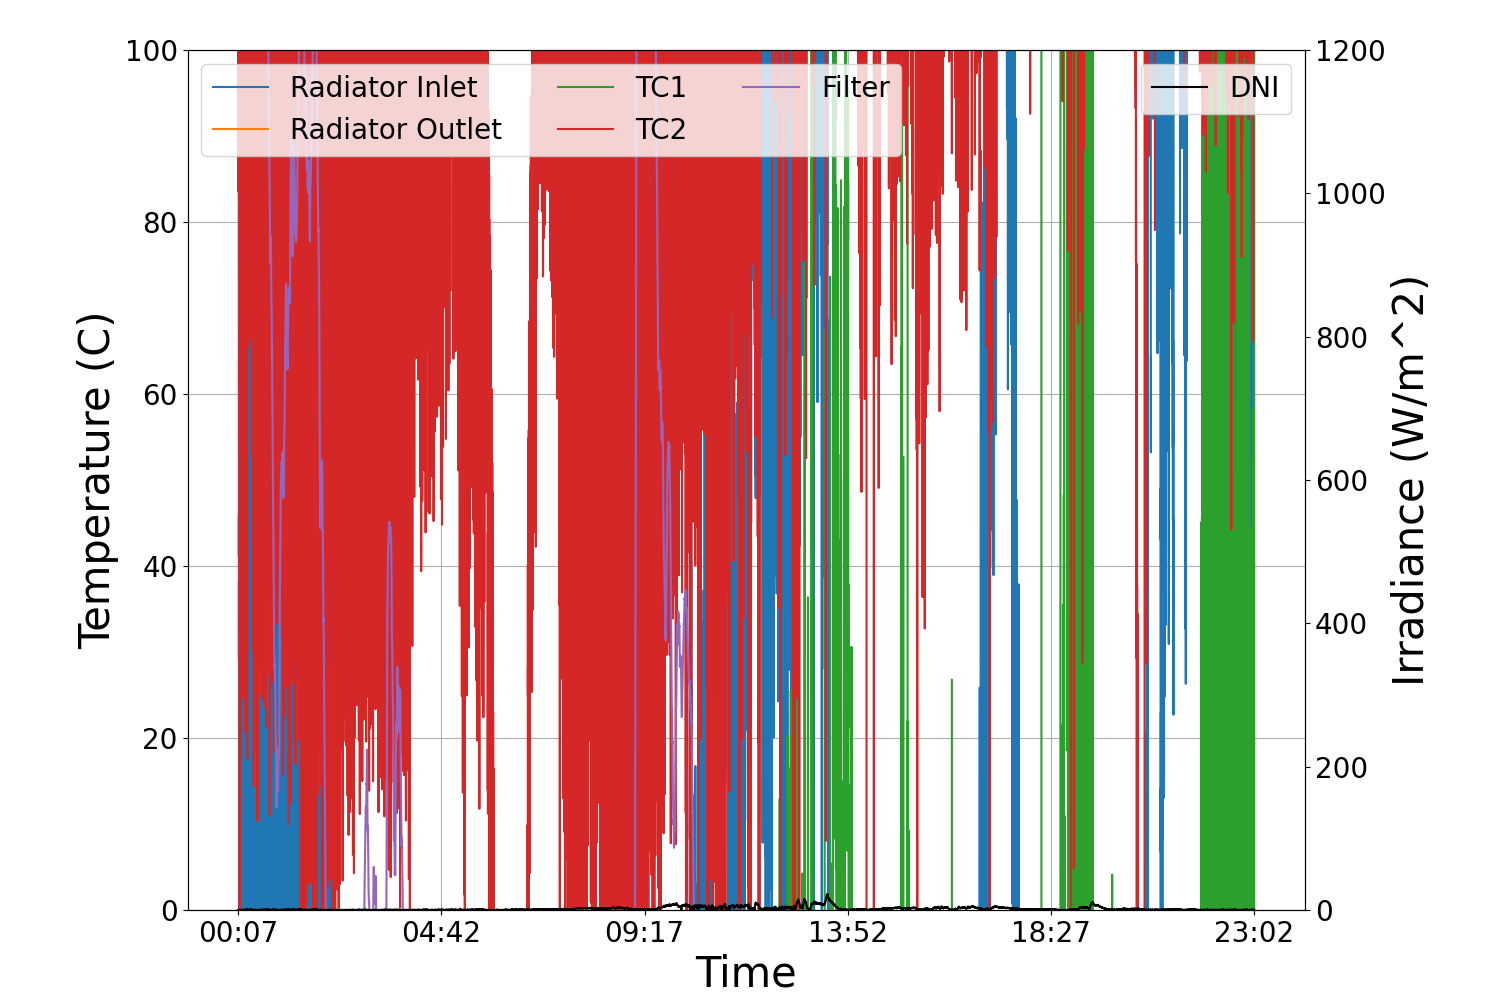 100 1200
Radiator Inlet TC1 Filter DNI
Radiator Outlet TC2
1000
80
800
60
600
40
400
20
200
0 0
00:07 04:42 09:17 13:52 18:27 23:02
Time
Temperature (C)
Irradiance (W/m^2)